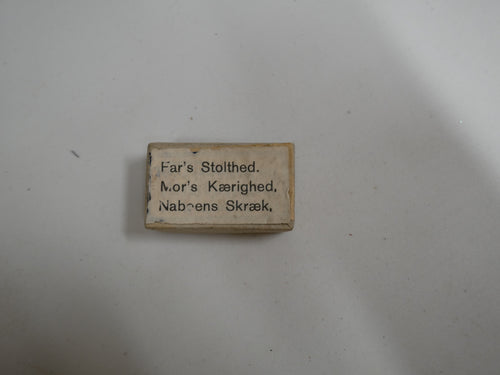 Far's Stolthed.
Mor's Kærighed.
Naboens Skræk.